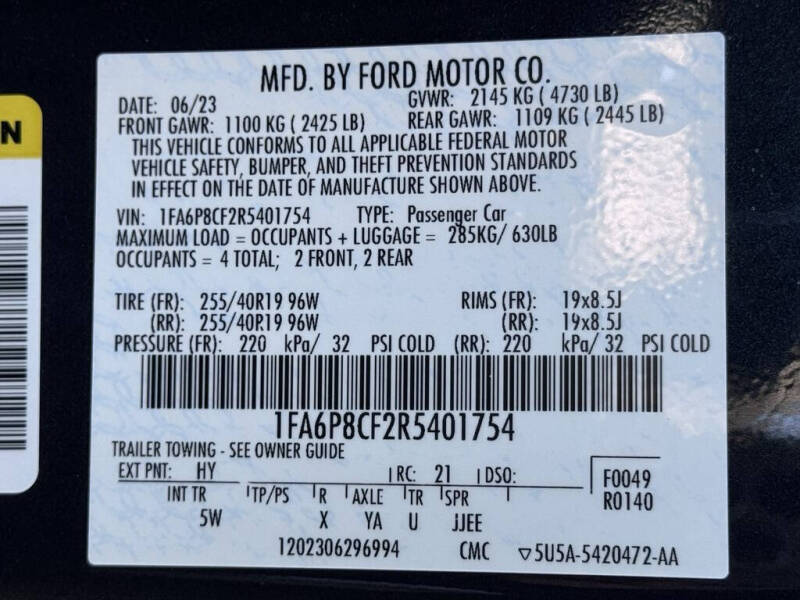 N
MFD. BY FORD MOTOR CO.
DATE: 06/23 GVWR: 2145 KG ( 4730 LB)
FRONT GAWR: 1100 KG ( 2425 LB) REAR GAWR: 1109 KG ( 2445 LB)
THIS VEHICLE CONFORMS TO ALL APPLICABLE FEDERAL MOTOR
VEHICLE SAFETY, BUMPER, AND THEFT PREVENTION STANDARDS
IN EFFECT ON THE DATE OF MANUFACTURE SHOWN ABOVE.
VIN: 1FA6P8CF2R5401754 TYPE: Passenger Car
MAXIMUM LOAD = OCCUPANTS + LUGGAGE = 285KG/ 630LB
OCCUPANTS = 4 TOTAL; 2 FRONT, 2 REAR
TIRE (FR): 255/40R19 96W RIMS (FR): 19x8.5J
(RR): 255/40R19 96W (RR): 19x8.5J
PRESSURE (FR): 220 kPa/ 32 PSI COLD (RR): 220 kPa/ 32 PSI COLD
1FA6P8CF2R5401754
TRAILER TOWING - SEE OWNER GUIDE
EXT PNT: HY RC: 21 DSO: F0049
INT TR TP/PS R AXLE TR SPR R0140
5W X YA U JJEE
1202306296994 CMC ▽5U5A-5420472-AA